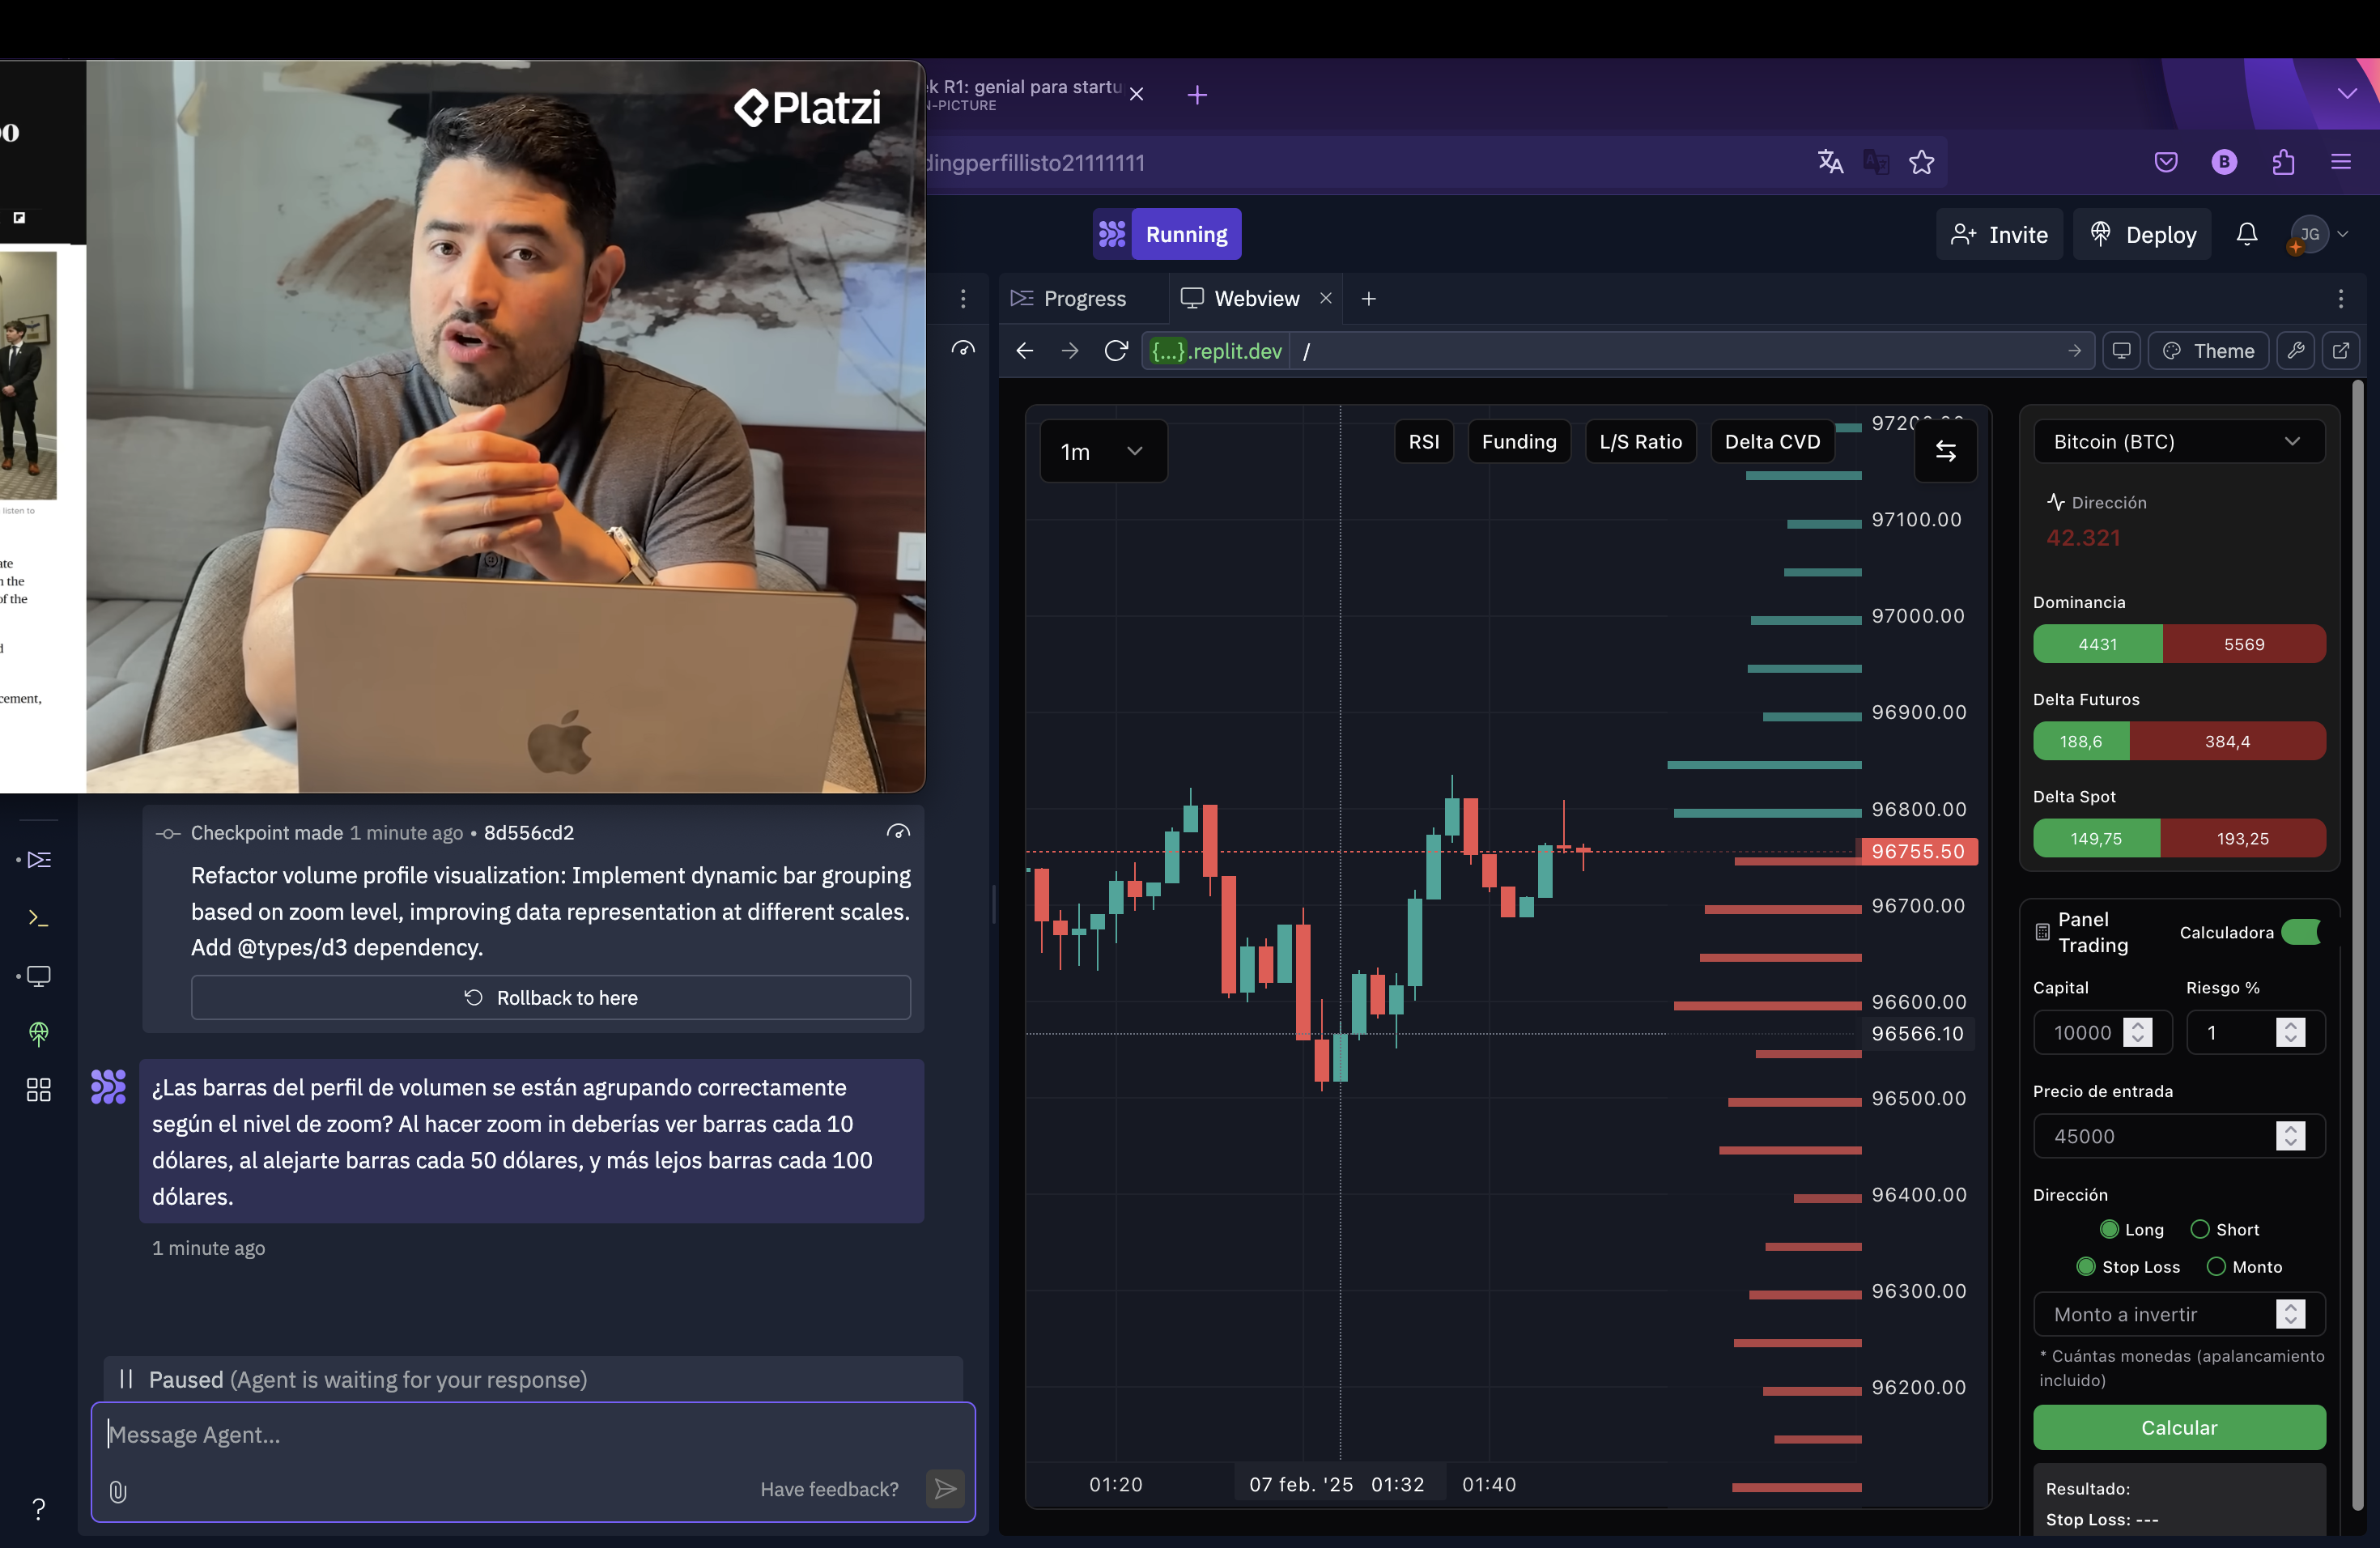 Platzi
k R1: genial para startu
N-PICTURE
dingperfillisto21111111
B
Running
Invite
Deploy
JG
Progress
Webview
{...}.replit.dev
/
Theme
listen to
ate
n the
of the
d
cement,
1m
RSI
Funding
L/S Ratio
Delta CVD
97100.00
97000.00
96900.00
96800.00
96755.50
96700.00
96600.00
96566.10
96500.00
96400.00
96300.00
96200.00
01:20
07 feb. '25 01:32
01:40
Bitcoin (BTC)
Dirección
42.321
Dominancia
4431
5569
Delta Futuros
188,6
384,4
Delta Spot
149,75
193,25
Panel
Trading
Calculadora
Capital
Riesgo %
10000
1
Precio de entrada
45000
Dirección
Long
Short
Stop Loss
Monto
Monto a invertir
* Cuántas monedas (apalancamiento
incluido)
Calcular
Resultado:
Stop Loss: ---
Checkpoint made 1 minute ago • 8d556cd2
Refactor volume profile visualization: Implement dynamic bar grouping
based on zoom level, improving data representation at different scales.
Add @types/d3 dependency.
Rollback to here
¿Las barras del perfil de volumen se están agrupando correctamente
según el nivel de zoom? Al hacer zoom in deberías ver barras cada 10
dólares, al alejarte barras cada 50 dólares, y más lejos barras cada 100
dólares.
1 minute ago
Paused (Agent is waiting for your response)
Message Agent...
Have feedback?
?